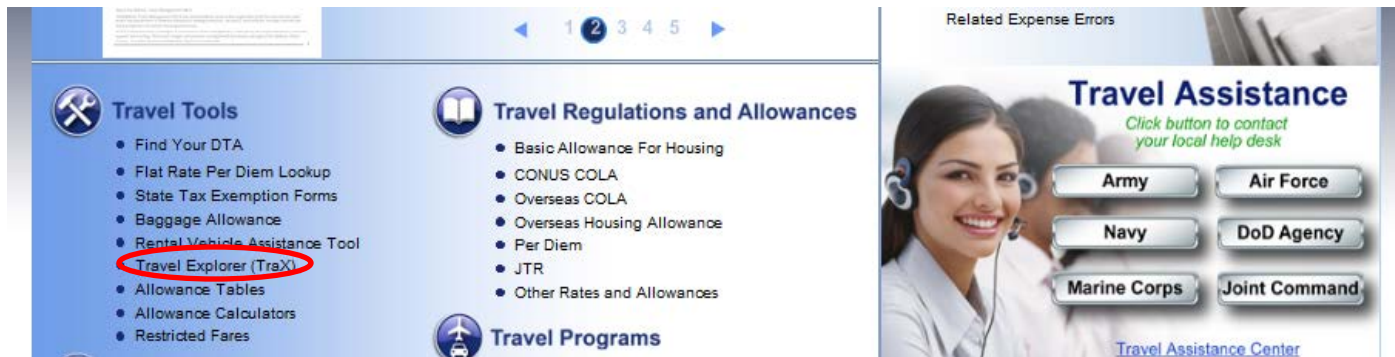 1 2 3 4 5
Related Expense Errors
Travel Tools
Find Your DTA
Flat Rate Per Diem Lookup
State Tax Exemption Forms
Baggage Allowance
Rental Vehicle Assistance Tool
Travel Explorer (TraX)
Allowance Tables
Allowance Calculators
Restricted Fares
Travel Regulations and Allowances
Basic Allowance For Housing
CONUS COLA
Overseas COLA
Overseas Housing Allowance
Per Diem
JTR
Other Rates and Allowances
Travel Programs
Travel Assistance
Click button to contact
your local help desk
Army
Air Force
Navy
DoD Agency
Marine Corps
Joint Command
Travel Assistance Center